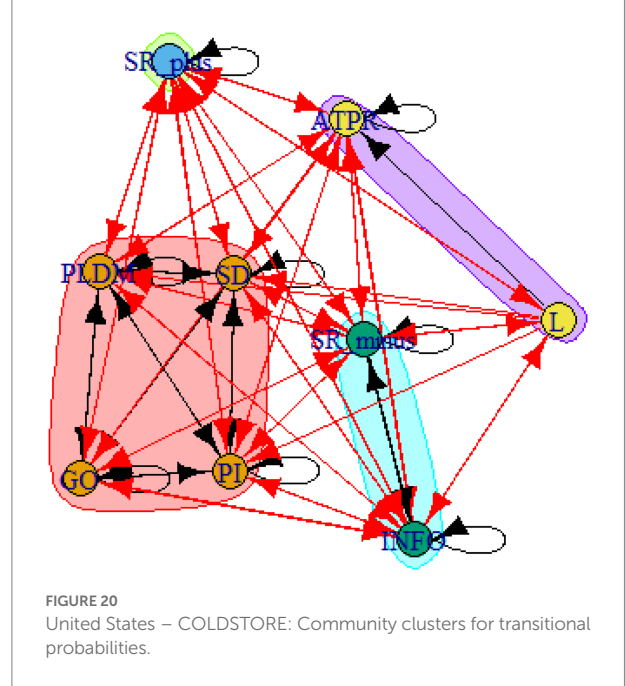 SR_plus
ATPR
PLDM
SD
L
SR_minus
GO
PI
INFO
FIGURE 20
United States – COLDSTORE: Community clusters for transitional
probabilities.